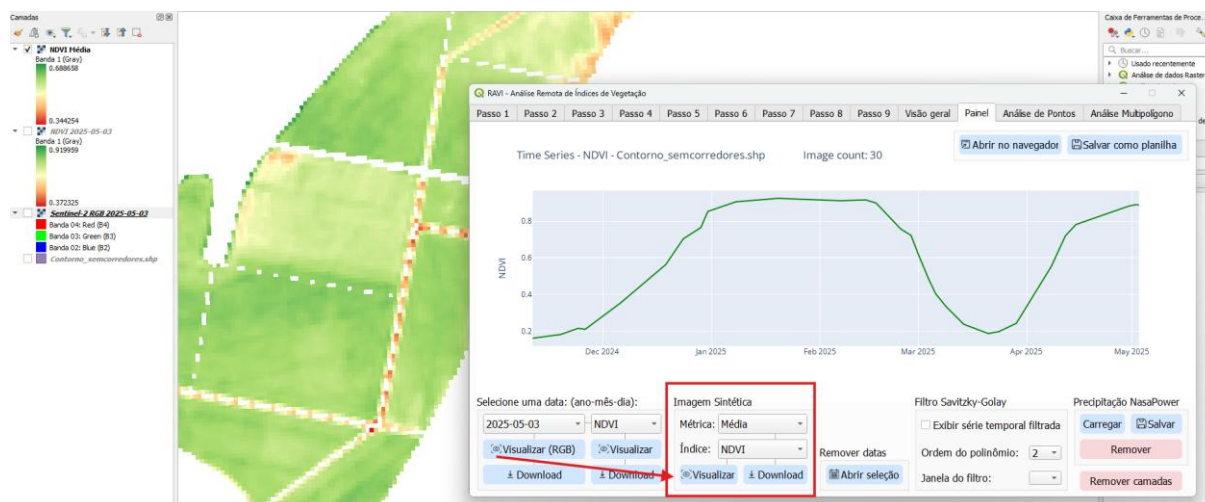 Camadas
NDVI Média
Banda 1 (Gray)
0.688658
0.344254
NDVI 2025-05-03
Banda 1 (Gray)
0.919959
0.372325
Sentinel-2 RGB 2025-05-03
Banda 04: Red (B4)
Banda 03: Green (B3)
Banda 02: Blue (B2)
Contorno_semcorredores.shp
Caixa de Ferramentas de Proce...
Buscar...
Usado recentemente
Análise de dados Raster
RAVI - Análise Remota de Índices de Vegetação
Passo 1 Passo 2 Passo 3 Passo 4 Passo 5 Passo 6 Passo 7 Passo 8 Passo 9 Visão geral Painel Análise de Pontos Análise Multipolígono
Abrir no navegador Salvar como planilha
Time Series - NDVI - Contorno_semcorredores.shp Image count: 30
NDVI
0.8
0.6
0.4
0.2
Dec 2024 Jan 2025 Feb 2025 Mar 2025 Apr 2025 May 2025
Selecione uma data: (ano-mês-dia):
2025-05-03 NDVI
Visualizar (RGB) Visualizar
Download Download
Imagem Sintética
Métrica: Média
Índice: NDVI
Visualizar Download
Remover datas
Abrir seleção
Filtro Savitzky-Golay
Exibir série temporal filtrada
Ordem do polinômio: 2
Janela do filtro:
Precipitação NasaPower
Carregar Salvar
Remover
Remover camadas